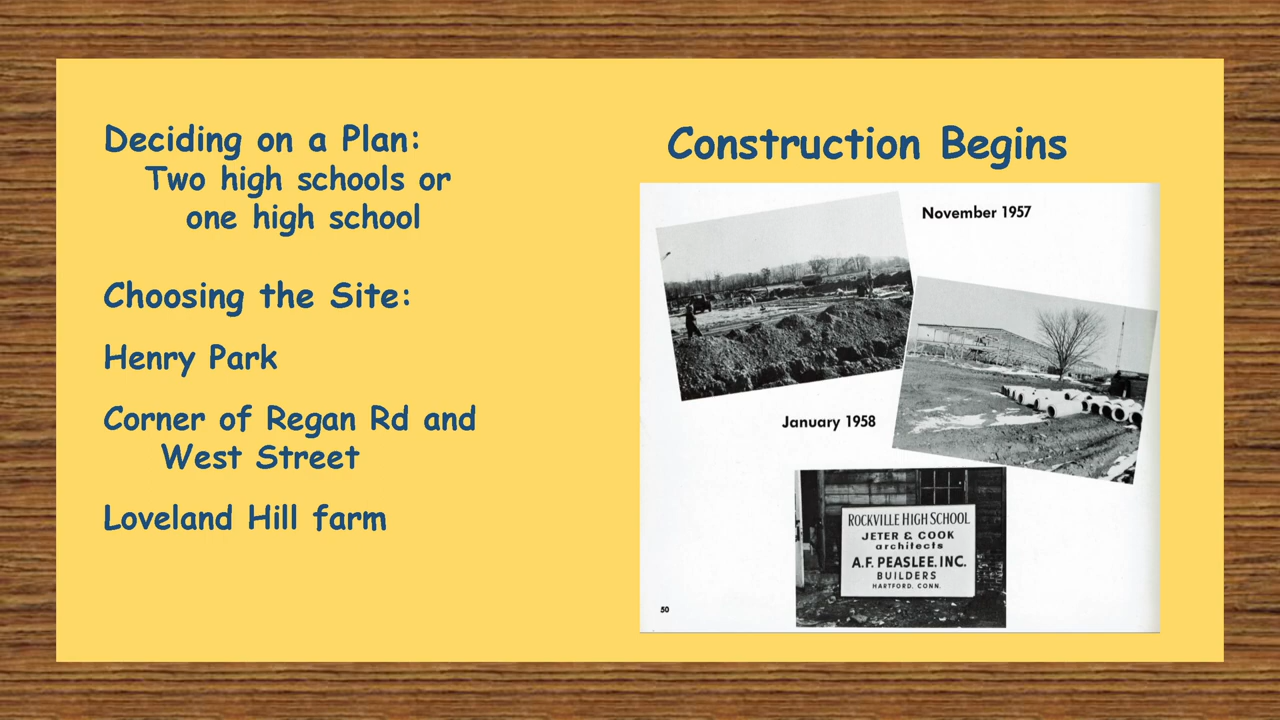 Deciding on a Plan:
Two high schools or
one high school
Choosing the Site:
Henry Park
Corner of Regan Rd and
West Street
Loveland Hill farm
Construction Begins
November 1957
January 1958
ROCKVILLE HIGH SCHOOL
JETER & COOK
architects
A.F. PEASLEE. INC.
BUILDERS
HARTFORD. CONN.
50